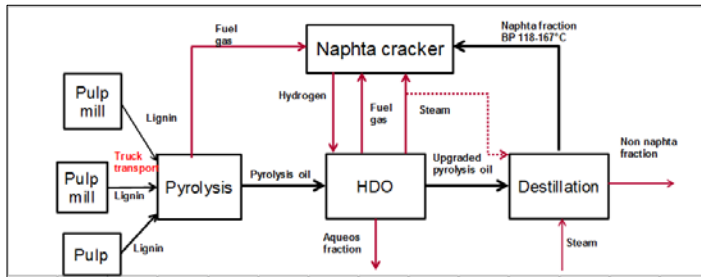 Fuel
gas
Naphta cracker
Naphta fraction
BP 118-167°C
Pulp
mill
Lignin
Hydrogen
Fuel
gas
Steam
Truck
transport
Pulp
mill
Lignin
Pyrolysis
Pyrolysis oil
HDO
Upgraded
pyrolysis oil
Destillation
Non naphta
fraction
Pulp
Lignin
Aqueos
fraction
Steam